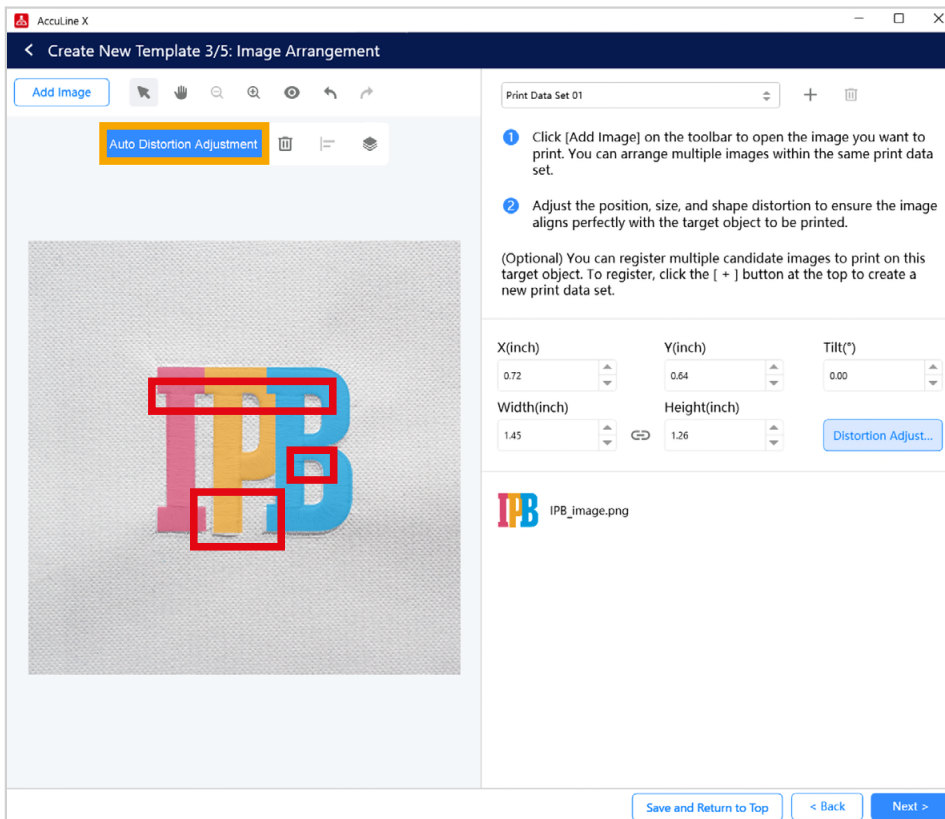 AccuLine X
Create New Template 3/5: Image Arrangement
Add Image
Auto Distortion Adjustment
IPB
Print Data Set 01
1 Click [Add Image] on the toolbar to open the image you want to
print. You can arrange multiple images within the same print data
set.
2 Adjust the position, size, and shape distortion to ensure the image
aligns perfectly with the target object to be printed.
(Optional) You can register multiple candidate images to print on this
target object. To register, click the [ + ] button at the top to create a
new print data set.
X(inch) Y(inch) Tilt(°)
0.72 0.64 0.00
Width(inch) Height(inch)
1.45 1.26 Distortion Adjust...
IPB IPB_image.png
Save and Return to Top < Back Next >